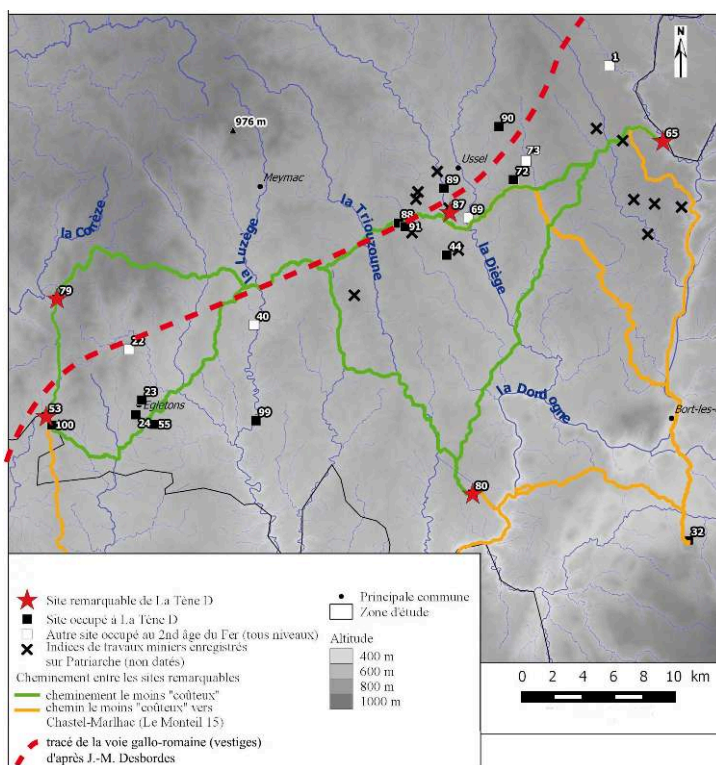 N
1
976 m
90
65
Ussel
73
Meymac
89
72
la Corrèze
la Luzège
la Triouzoune
88
87
69
91
la Diège
44
79
40
22
la Dordogne
23
Egletons
53
Bort-les-
99
100
24
55
80
32
Site remarquable de La Tène D
Site occupé à La Tène D
Autre site occupé au 2nd âge du Fer (tous niveaux)
Indices de travaux miniers enregistrés
sur Patriarche (non datés)
Cheminement entre les sites remarquables
cheminement le moins "coûteux"
chemin le moins "coûteux" vers
Chastel-Marlhac (Le Monteil 15)
tracé de la voie gallo-romaine (vestiges)
d'après J.-M. Desbordes
Principale commune
Zone d'étude
Altitude
400 m
600 m
800 m
1000 m
0 2 4 6 8 10 km